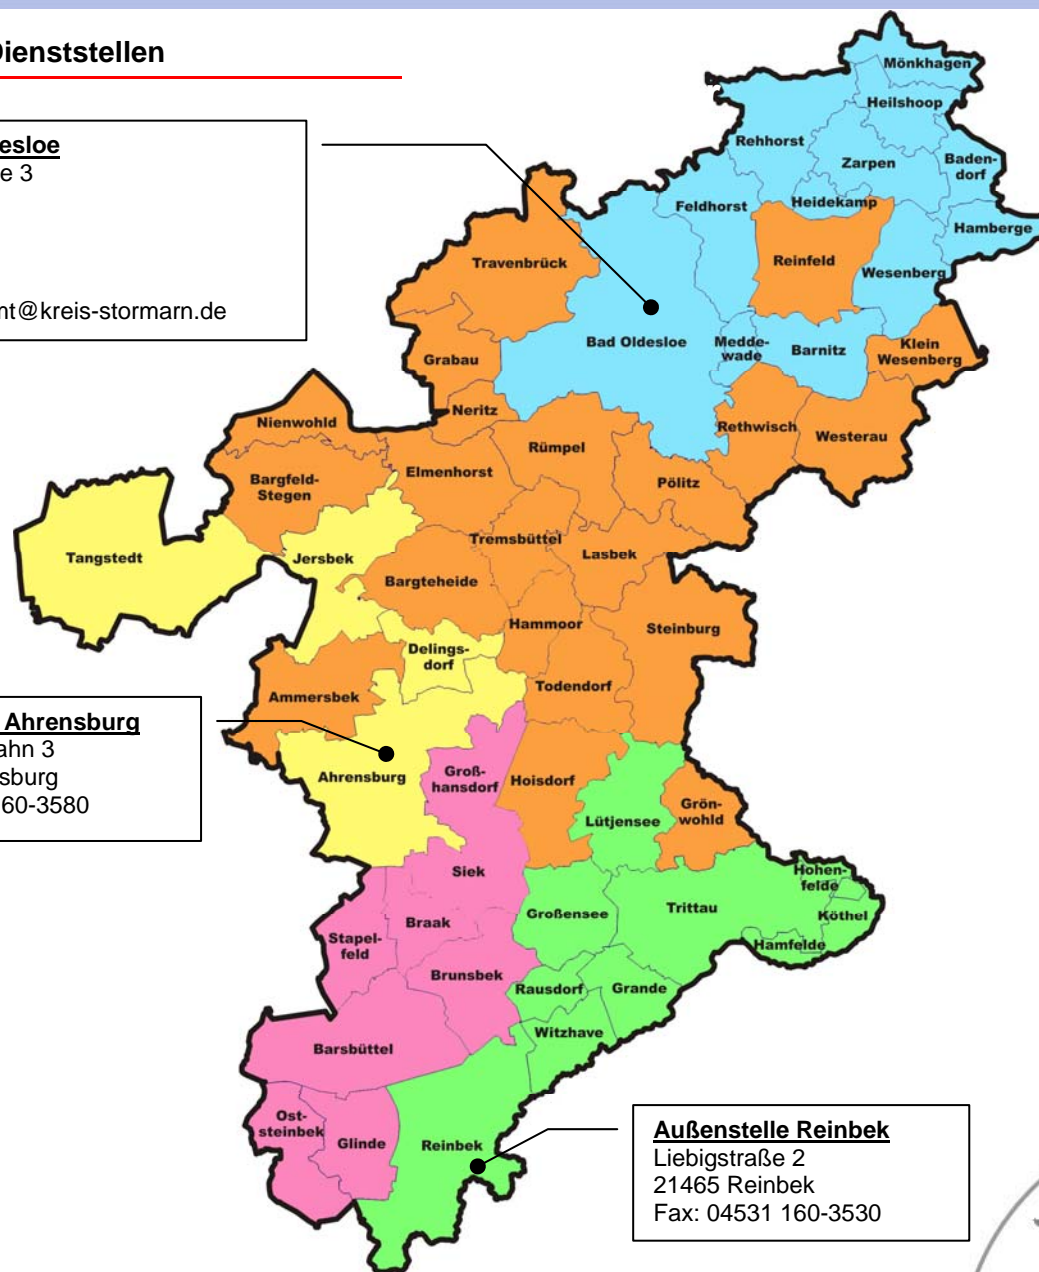 Dienststellen
Mönkhagen
Heilshoop
Rehhorst
Zarpen
Baden-
dorf
Feldhorst
Heidekamp
Hamberge
Travenbrück
Reinfeld
Wesenberg
Grabau
Bad Oldesloe
Medde-
wade
Barnitz
Klein
Wesenberg
Neritz
Nienwohld
Rethwisch
Westerau
Rümpel
Bargfeld-
Stegen
Elmenhorst
Pölitz
Tangstedt
Jersbek
Tremsbüttel
Lasbek
Bargteheide
Hammoor
Steinburg
Delings-
dorf
Ammersbek
Todendorf
Ahrensburg
Groß-
hansdorf
Hoisdorf
Lütjensee
Grön-
wohld
Siek
Hohen-
felde
Großensee
Trittau
Köthel
Braak
Stapel-
feld
Hamfelde
Brunsbek
Rausdorf
Grande
Witzhave
Barsbüttel
Ost-
steinbek
Glinde
Reinbek
esloe
e 3
nt@kreis-stormarn.de
Ahrensburg
ahn 3
sburg
60-3580
Außenstelle Reinbek
Liebigstraße 2
21465 Reinbek
Fax: 04531 160-3530